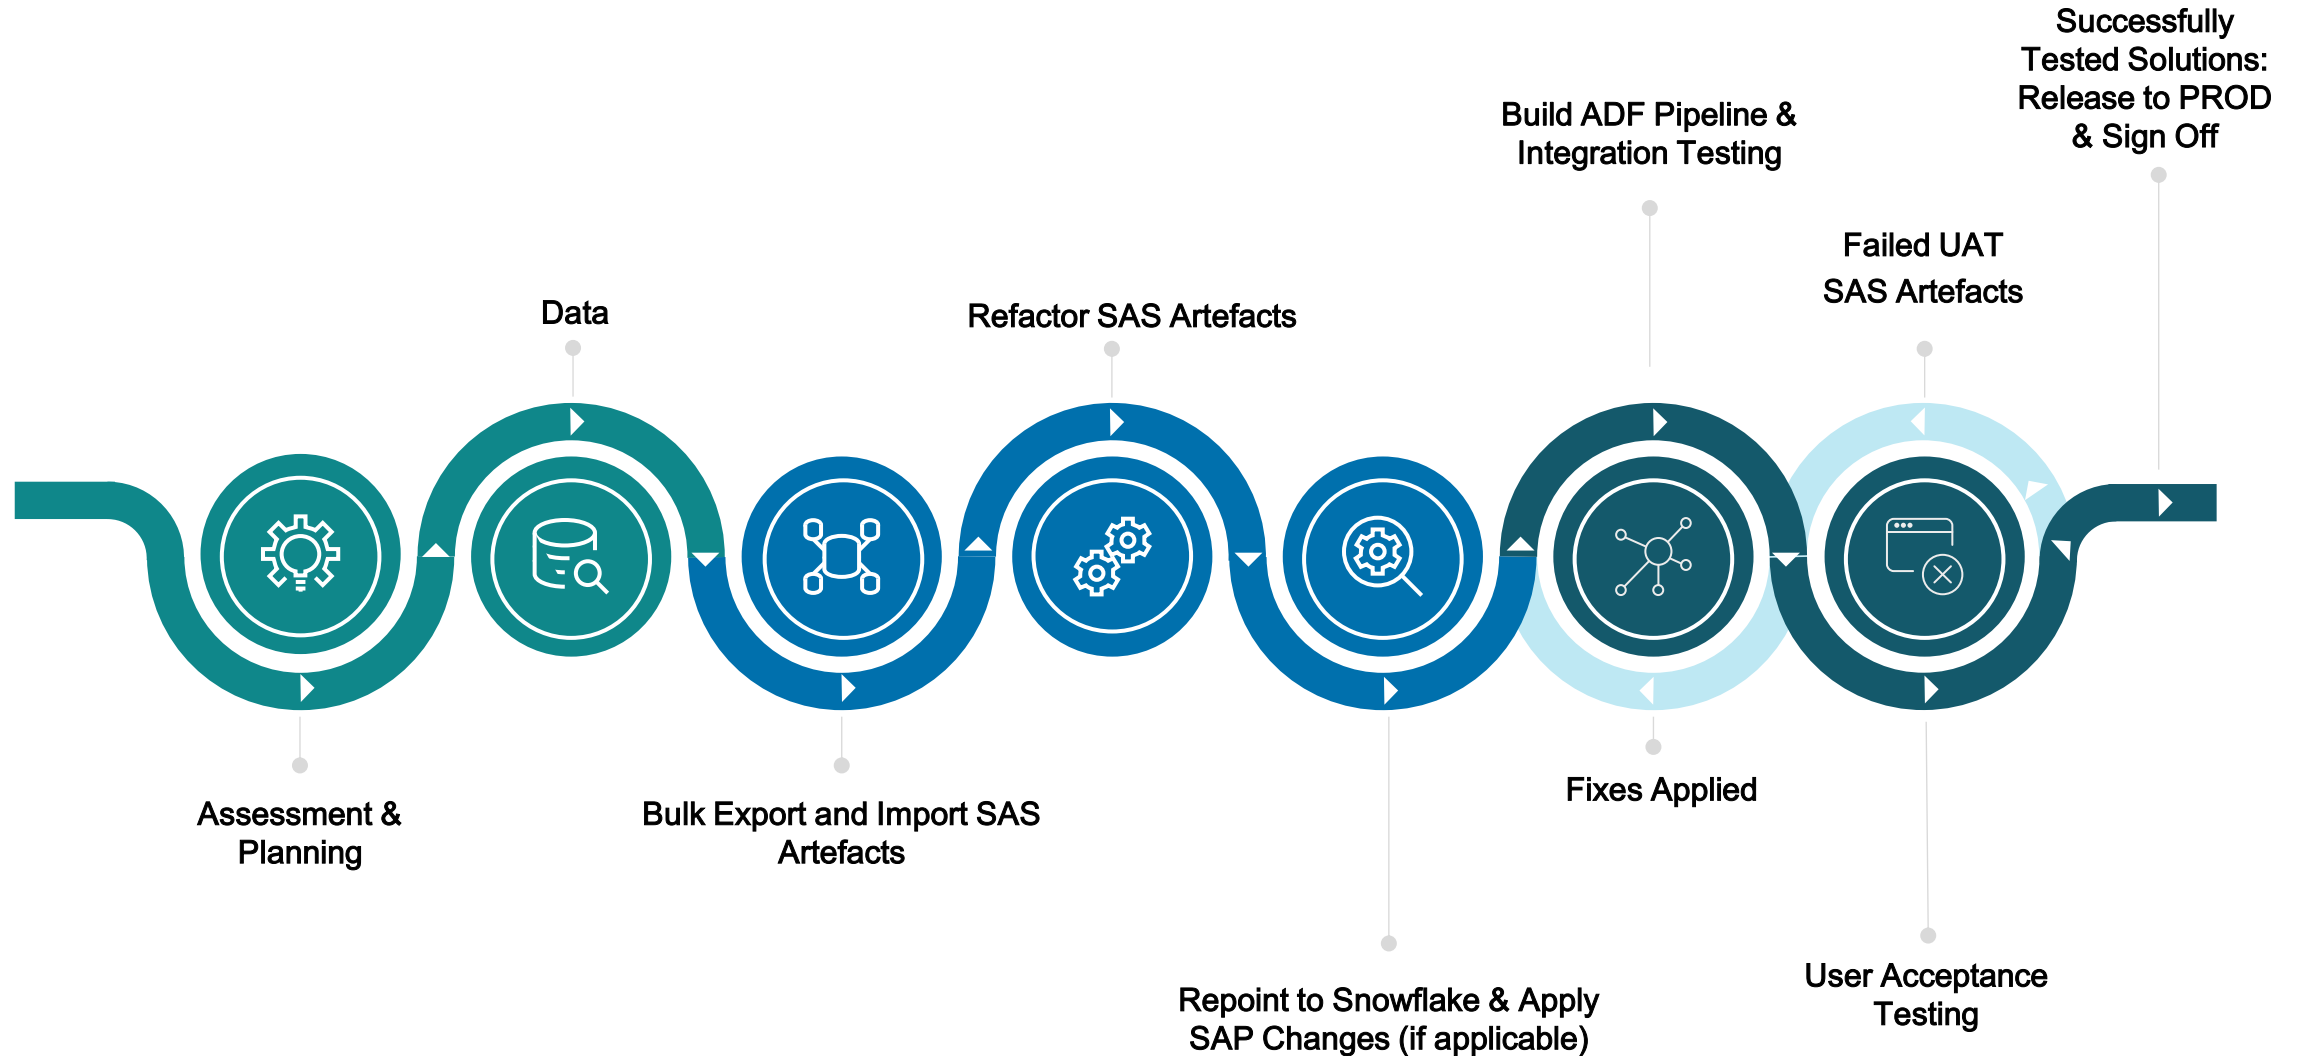 Successfully
Tested Solutions:
Release to PROD
& Sign Off
Build ADF Pipeline &
Integration Testing
Failed UAT
SAS Artefacts
Data
Refactor SAS Artefacts
Fixes Applied
Assessment &
Planning
Bulk Export and Import SAS
Artefacts
User Acceptance
Testing
Repoint to Snowflake & Apply
SAP Changes (if applicable)